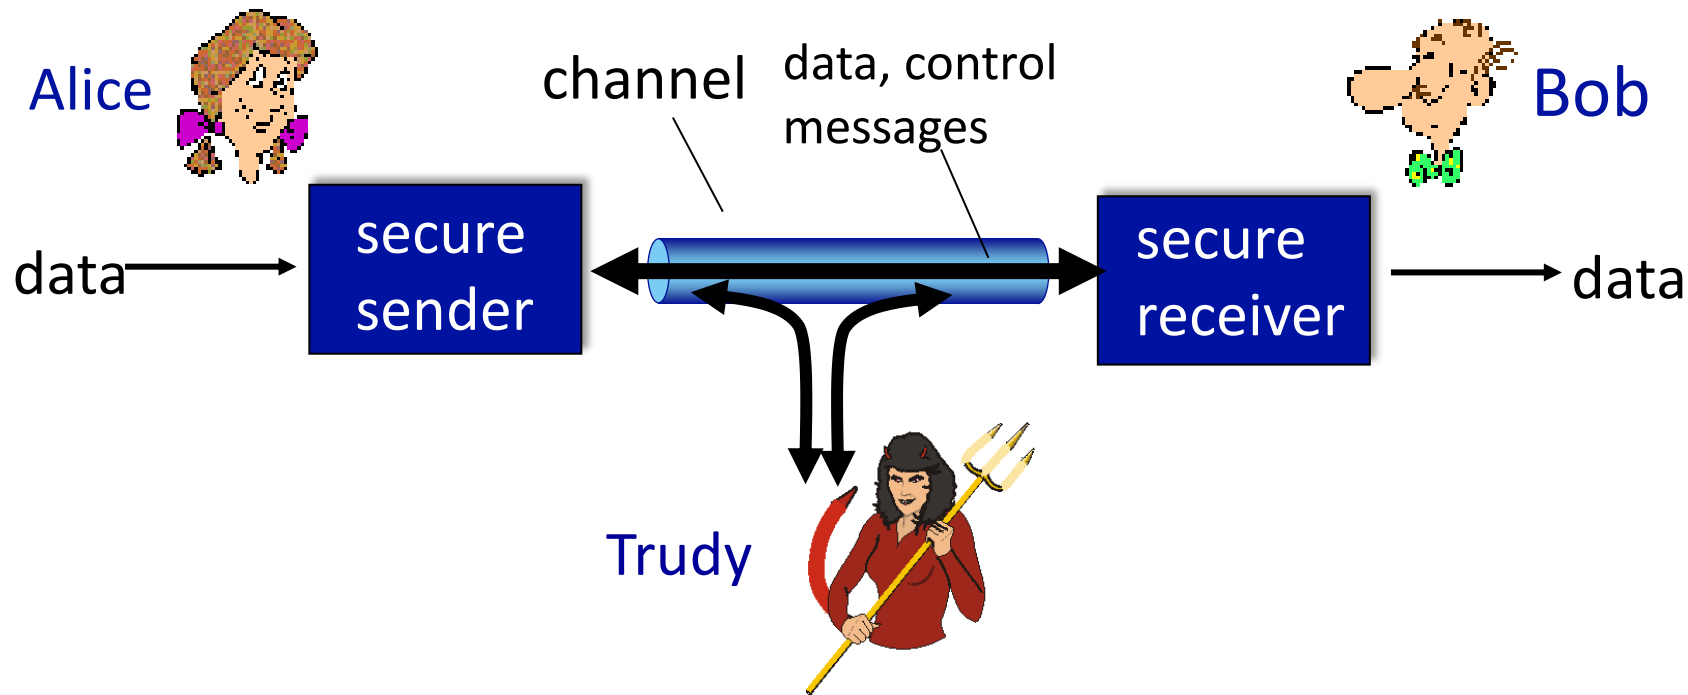 Alice
channel
data, control
messages
Bob
data
secure
sender
secure
receiver
data
Trudy